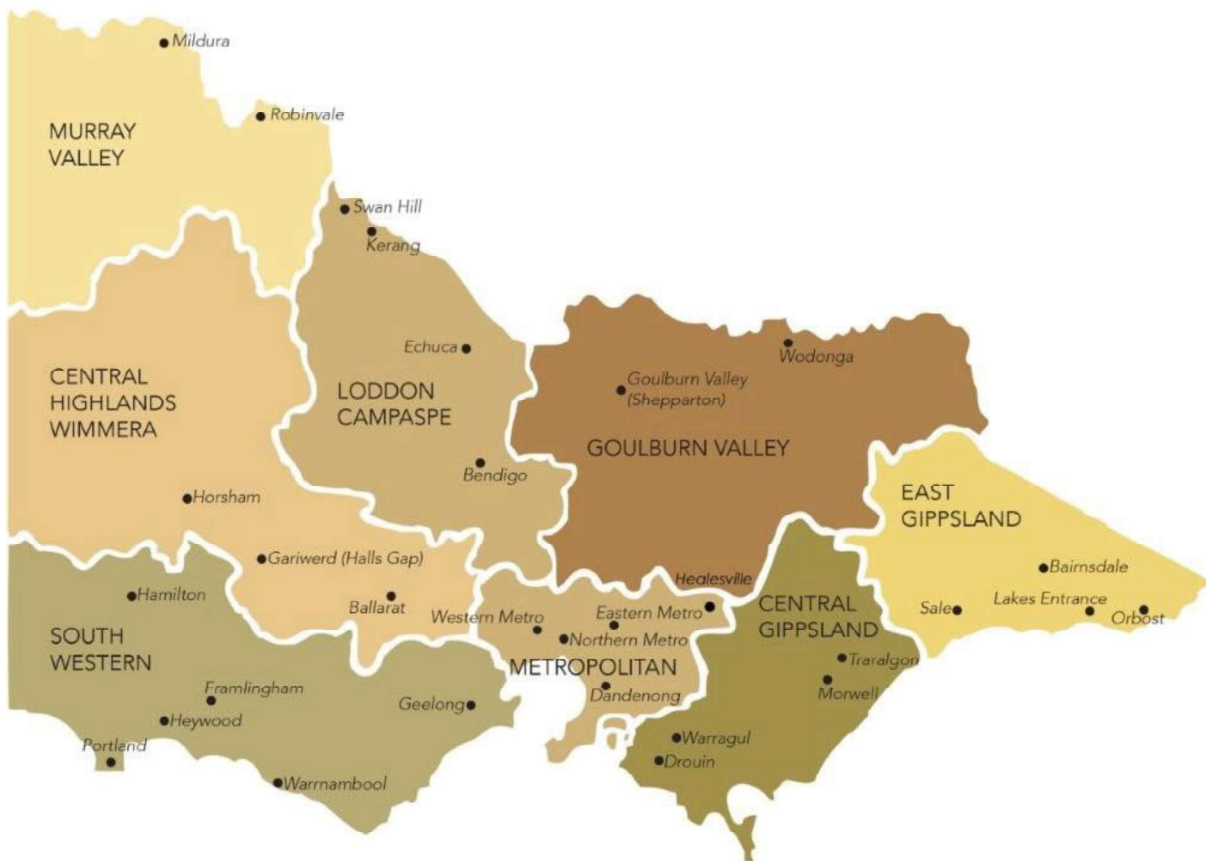 Mildura
Robinvale
MURRAY
VALLEY
Swan Hill
Kerang
Echuca
Wodonga
CENTRAL
HIGHLANDS
WIMMERA
LODDON
CAMPASPE
Goulburn Valley
(Shepparton)
GOULBURN VALLEY
Bendigo
Horsham
EAST
GIPPSLAND
Gariwerd (Halls Gap)
Bairnsdale
Hamilton
Ballarat
Heglesville
Western Metro
Eastern Metro
Northern Metro
CENTRAL
GIPPSLAND
Sale
Lakes Entrance
Orbost
SOUTH
WESTERN
METROPOLITAN
Traralgon
Morwell
Framlingham
Geelong
Dandenong
Heywood
Portland
Warragul
Drouin
Warrnambool